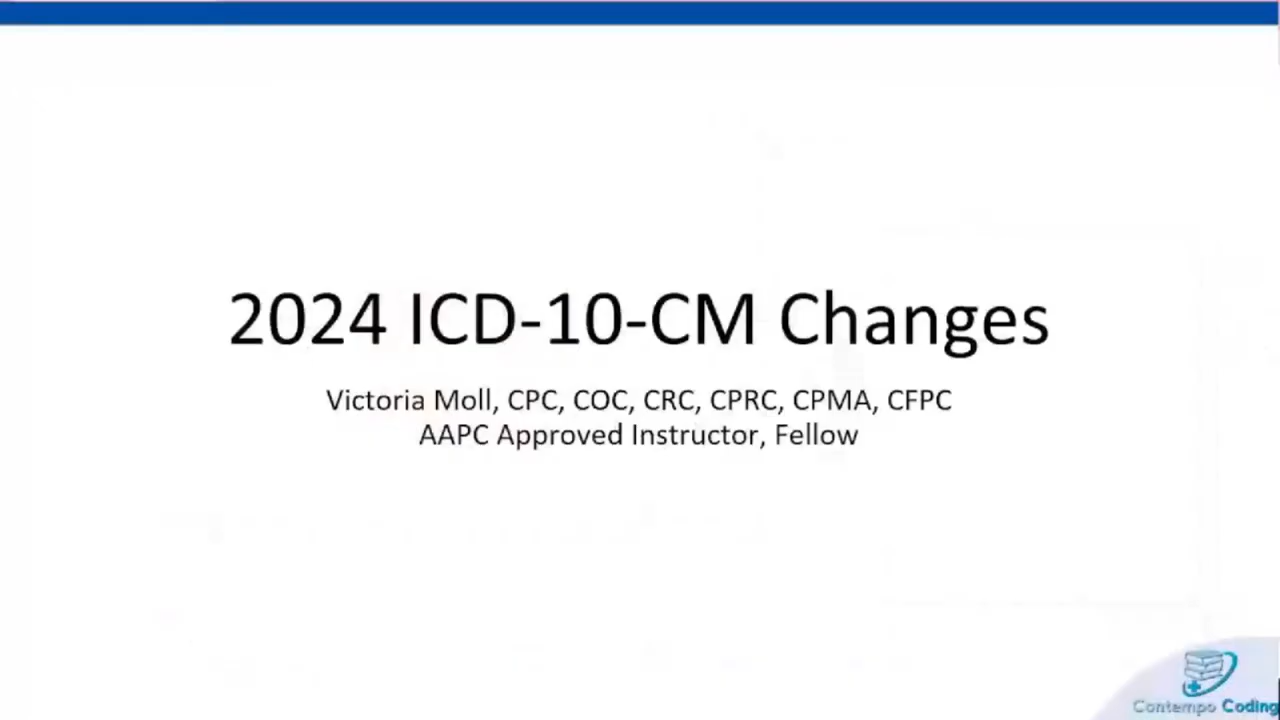 2024 ICD-10-CM Changes
Victoria Moll, CPC, COC, CRC, CPRC, CPMA, CFPC
AAPC Approved Instructor, Fellow
Contempo Coding